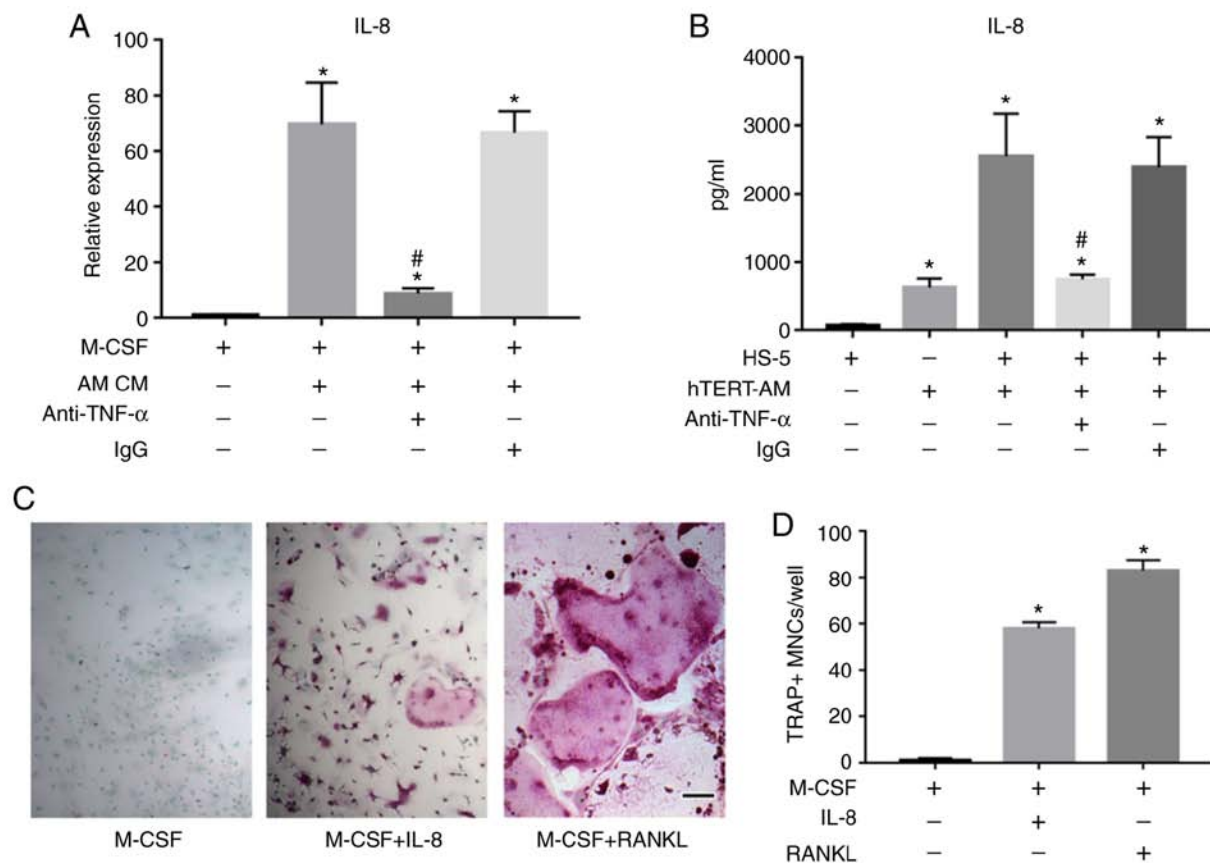 A
IL-8
100
80
60
40
20
0
Relative expression
* * # *
M-CSF + + + +
AM CM − + + +
Anti-TNF-α − − + −
IgG − − − +
B
IL-8
4000
3000
2000
1000
0
pg/ml
* * # * *
HS-5 + − + + +
hTERT-AM − + + + +
Anti-TNF-α − − − + −
IgG − − − − +
C
M-CSF M-CSF+IL-8 M-CSF+RANKL
D
100
80
60
40
20
0
TRAP+ MNCs/well
* *
M-CSF + + +
IL-8 − + −
RANKL − − +